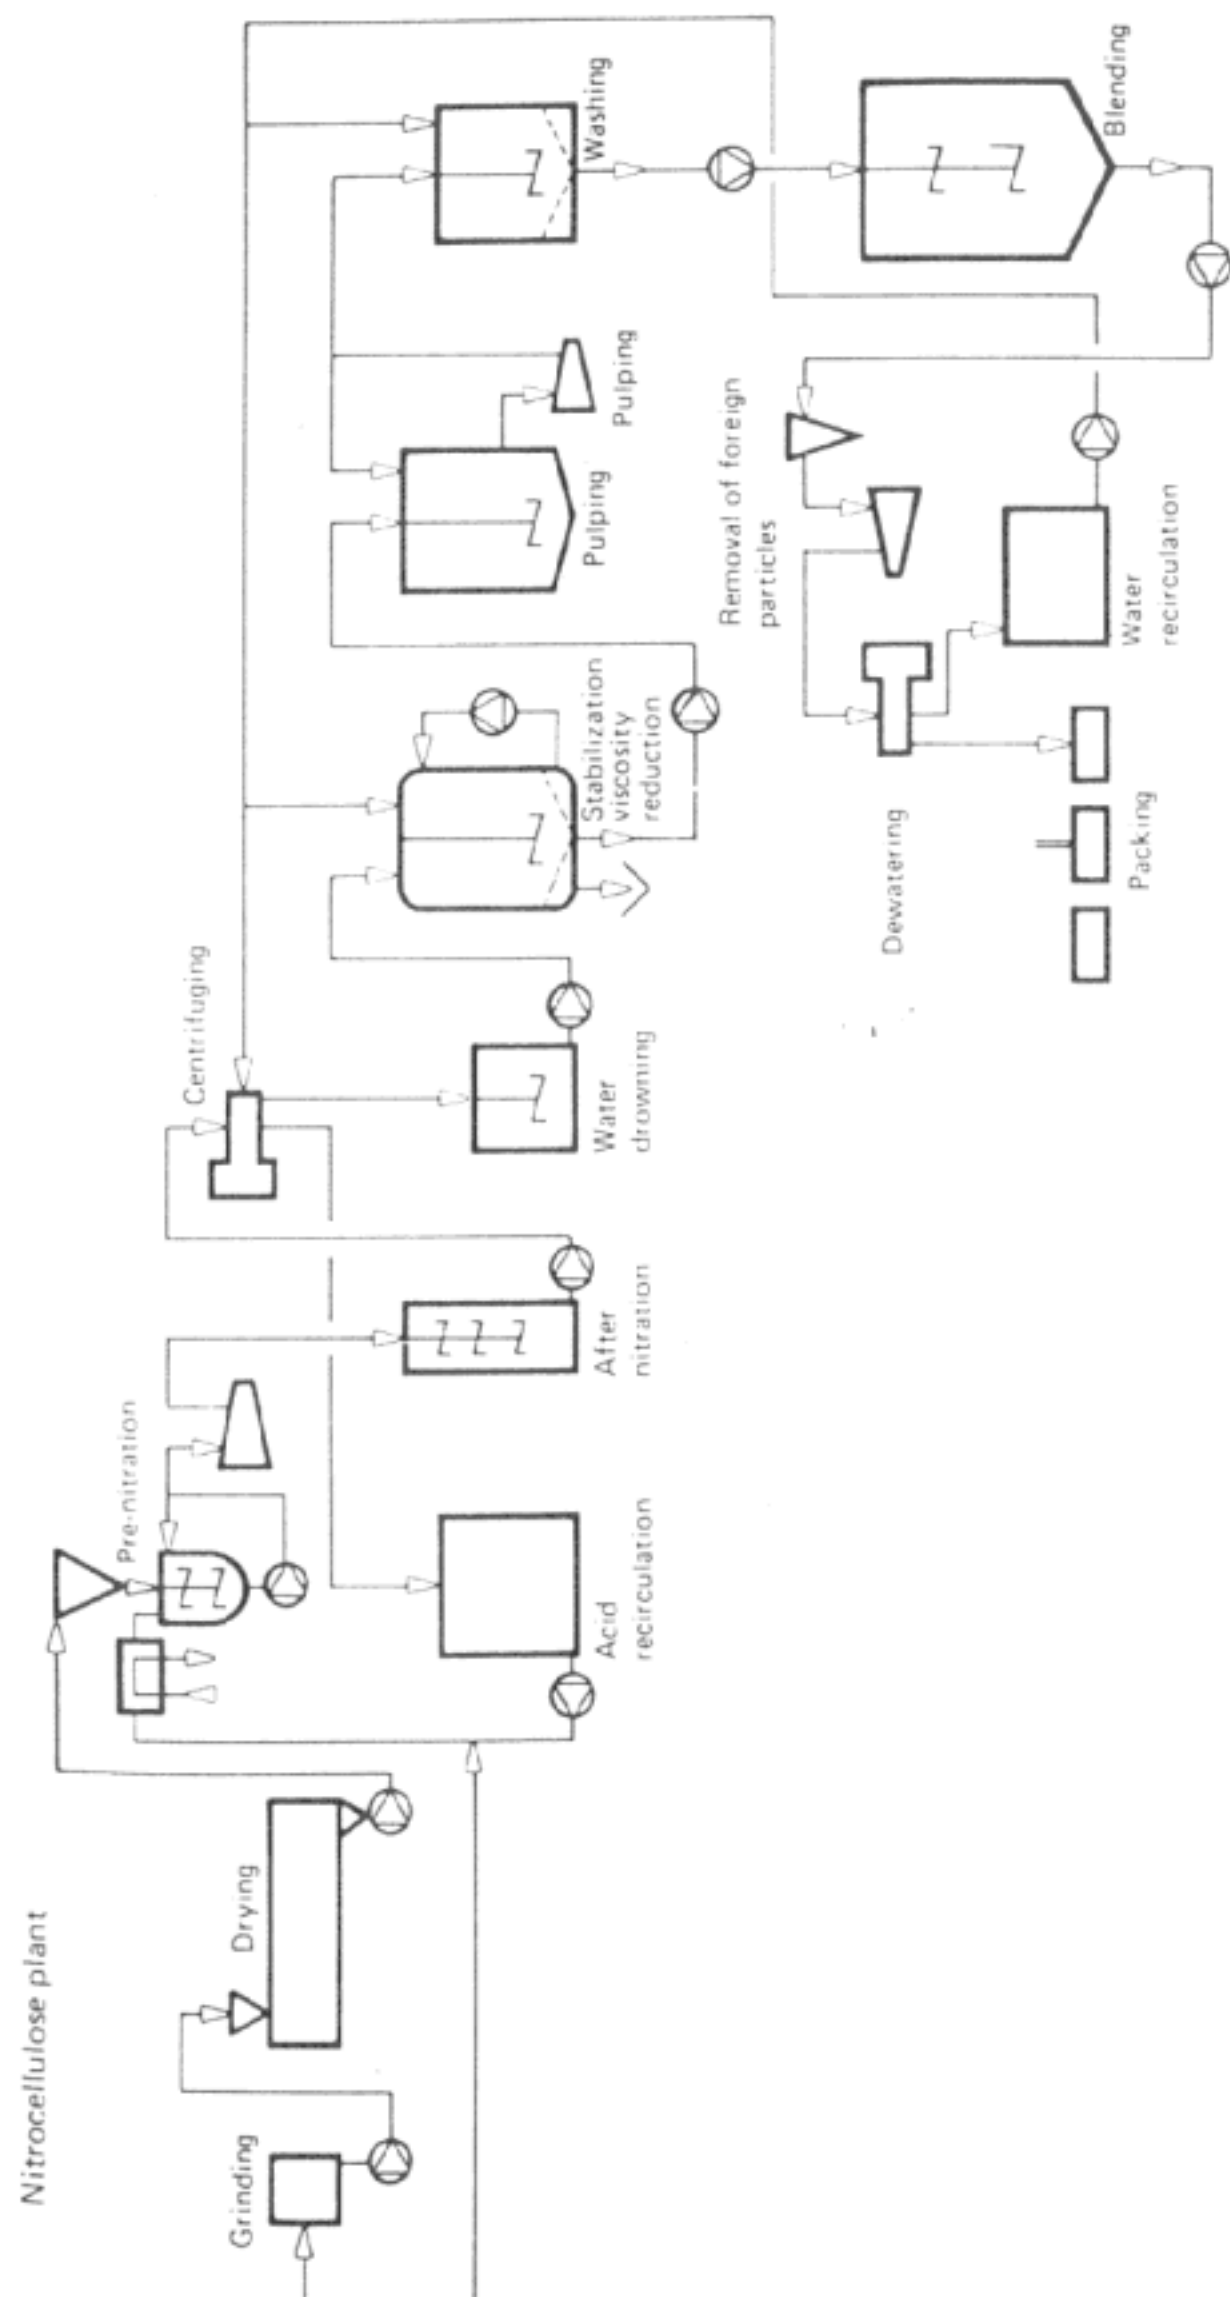 Nitrocellulose plant
Grinding
Drying
Pre-nitration
Acid
recirculation
After
nitration
Centrifuging
Water
drowning
Stabilization
viscosity
reduction
Pulping
Pulping
Washing
Blending
Removal of foreign
particles
Dewatering
Water
recirculation
Packing